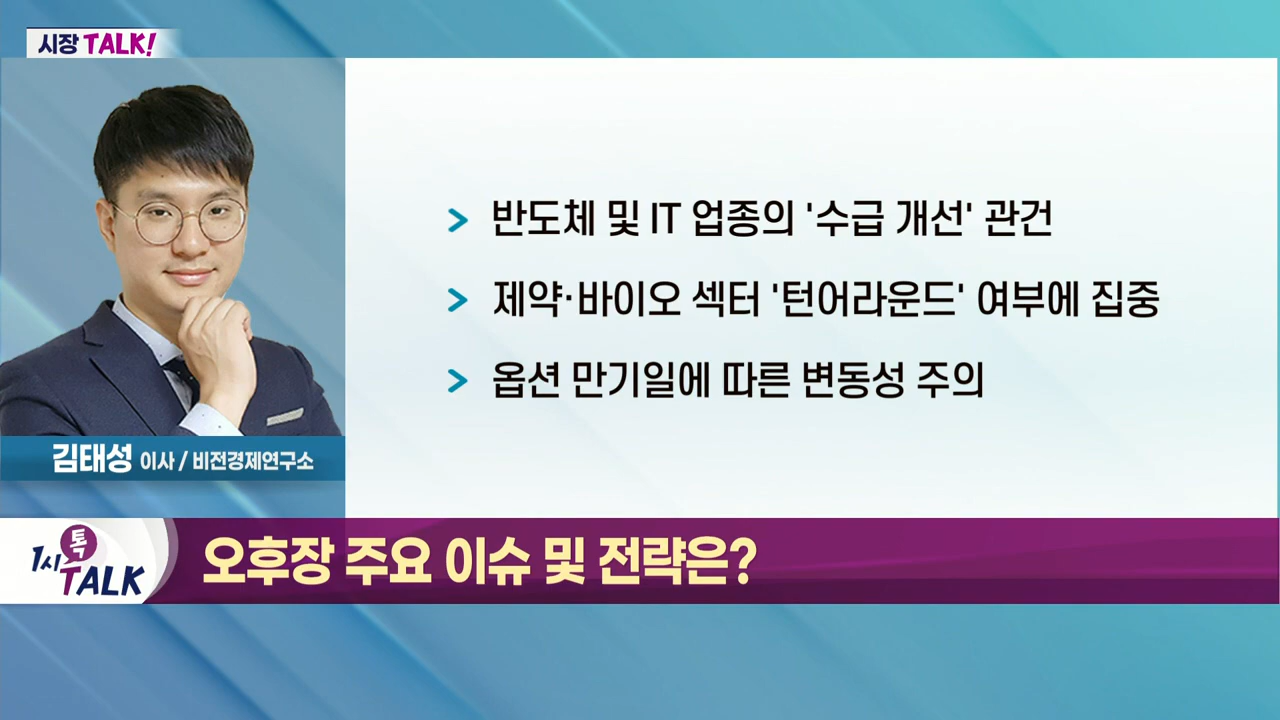 시장 TALK!
> 반도체 및 IT 업종의 '수급 개선' 관건
> 제약·바이오 섹터 '턴어라운드' 여부에 집중
> 옵션 만기일에 따른 변동성 주의
김태성 이사 / 비전경제연구소
1시 톡 TALK
오후장 주요 이슈 및 전략은?